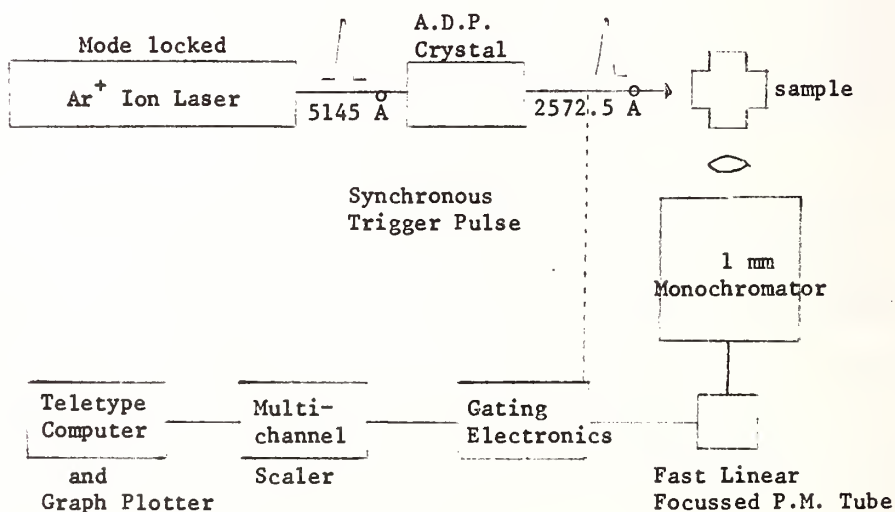 Mode locked
Ar+ Ion Laser
A.D.P.
Crystal
5145 Å
2572.5 Å
sample
Synchronous
Trigger Pulse
1 mm
Monochromator
Teletype
Computer
and
Graph Plotter
Multi-
channel
Scaler
Gating
Electronics
Fast Linear
Focussed P.M. Tube